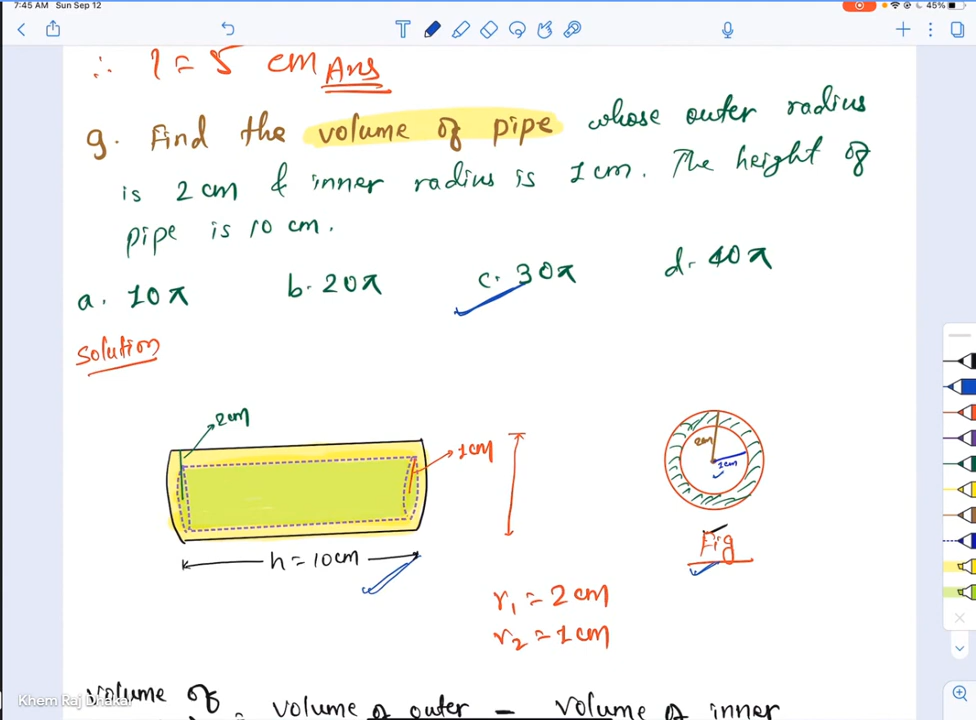 7:45 AM Sun Sep 12
45%
∴ l = 5 cm Ans
9. Find the volume of pipe whose outer radius
is 2 cm & inner radius is 1 cm. The height of
pipe is 10 cm.
a. 10π b. 20π c. 30π d. 40π
Solution
2cm
1cm
2cm
1cm
h = 10cm
Fig
r₁ = 2 cm
r₂ = 1 cm
volume of
volume of outer - volume of inner
Khem Raj Dhakal